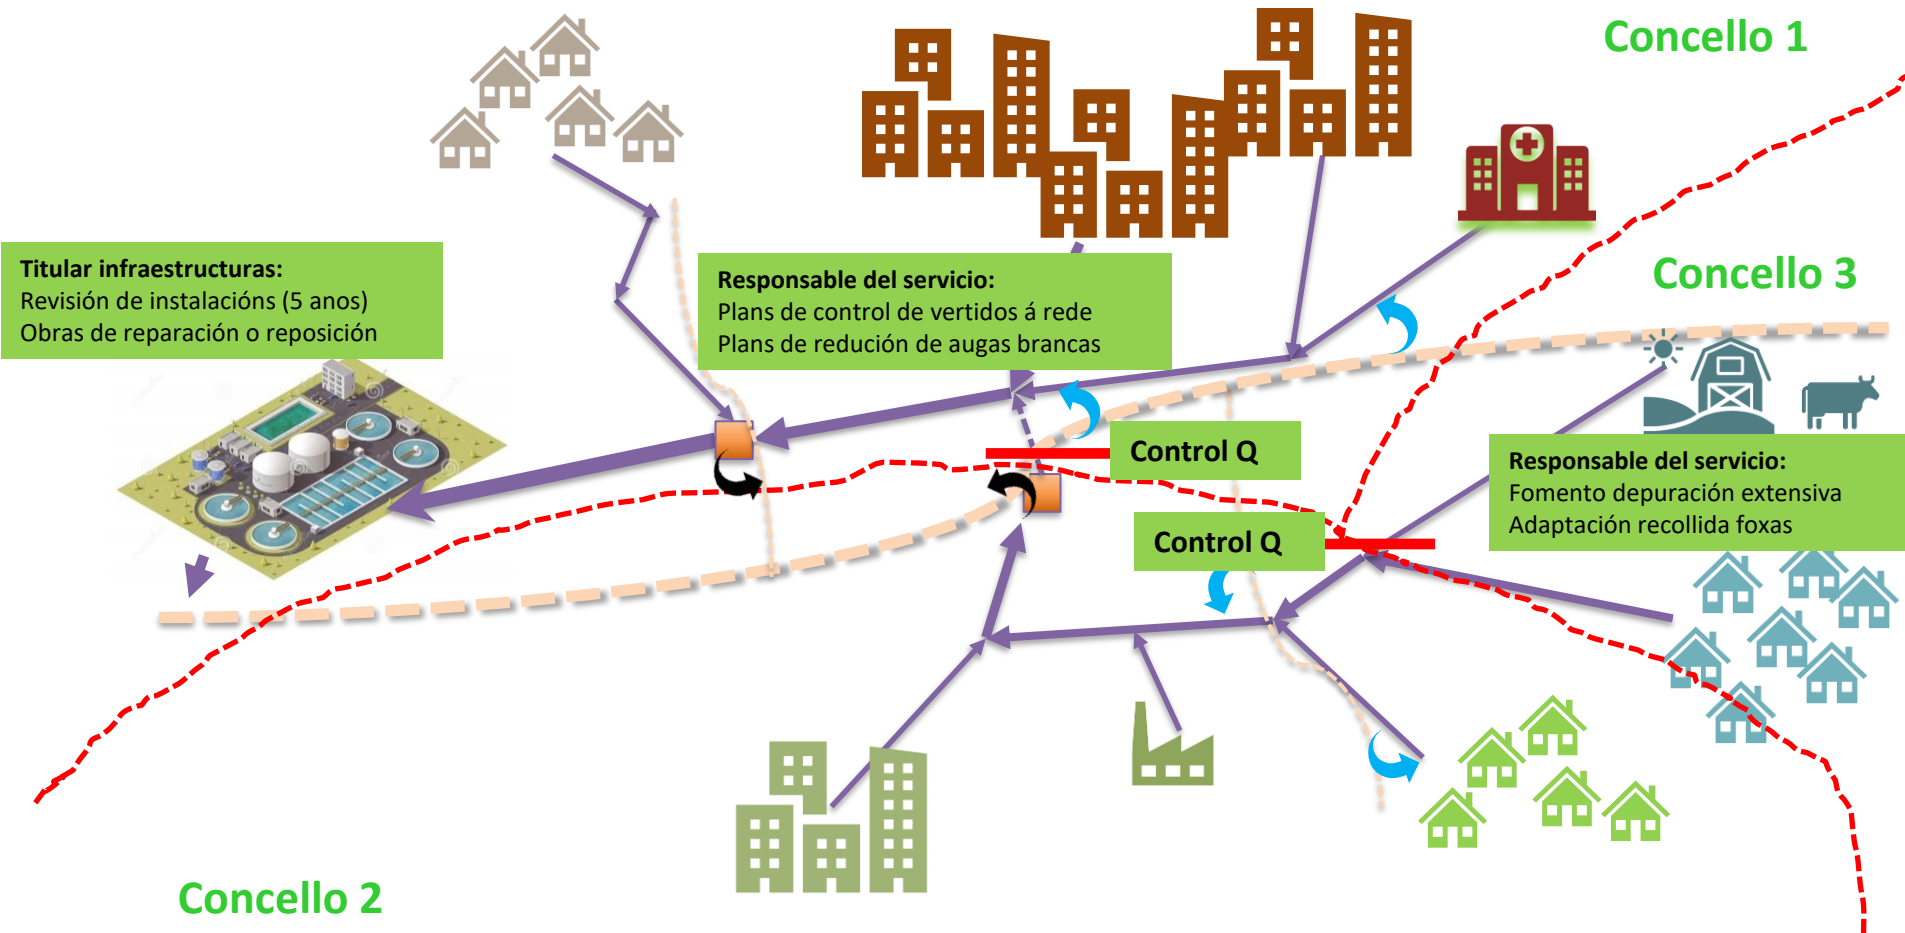 Concello 1
Titular infraestructuras:
Revisión de instalacións (5 anos)
Obras de reparación o reposición
Responsable del servicio:
Plans de control de vertidos á rede
Plans de redución de augas brancas
Concello 3
Control Q
Responsable del servicio:
Fomento depuración extensiva
Adaptación recollida foxas
Control Q
Concello 2